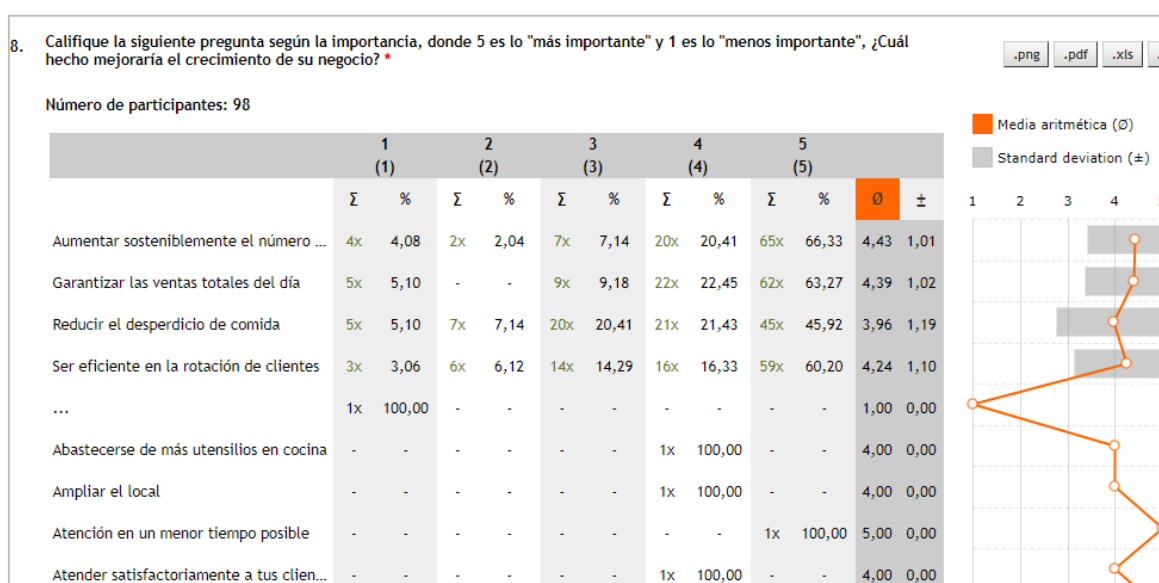 8. Califique la siguiente pregunta según la importancia, donde 5 es lo "más importante" y 1 es lo "menos importante", ¿Cuál
hecho mejoraría el crecimiento de su negocio? *
.png .pdf .xls
Número de participantes: 98
Media aritmética (Ø)
Standard deviation (±)
1 2 3 4 5
(1) (2) (3) (4) (5)
Σ % Σ % Σ % Σ % Σ % Ø ±
1 2 3 4
Aumentar sosteniblemente el número ... 4x 4,08 2x 2,04 7x 7,14 20x 20,41 65x 66,33 4,43 1,01
Garantizar las ventas totales del día 5x 5,10 - - 9x 9,18 22x 22,45 62x 63,27 4,39 1,02
Reducir el desperdicio de comida 5x 5,10 7x 7,14 20x 20,41 21x 21,43 45x 45,92 3,96 1,19
Ser eficiente en la rotación de clientes 3x 3,06 6x 6,12 14x 14,29 16x 16,33 59x 60,20 4,24 1,10
... 1x 100,00 - - - - - - - - 1,00 0,00
Abastecerse de más utensilios en cocina - - - - - - 1x 100,00 - - 4,00 0,00
Ampliar el local - - - - - - 1x 100,00 - - 4,00 0,00
Atención en un menor tiempo posible - - - - - - - - 1x 100,00 5,00 0,00
Atender satisfactoriamente a tus clien... - - - - - - 1x 100,00 - - 4,00 0,00